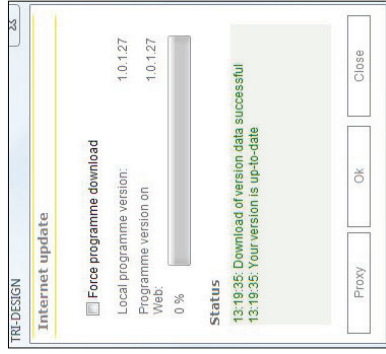 TRI-DESIGN
Internet update
Force programme download
Local programme version: 1.0.1.27
Programme version on
Web: 1.0.1.27
0 %
Status
13:19:35: Download of version data successful
13:19:35: Your version is up-to-date
Proxy Ok Close